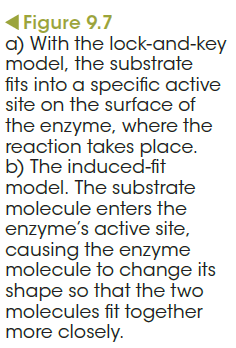 ◀ Figure 9.7
a) With the lock-and-key
model, the substrate
fits into a specific active
site on the surface of
the enzyme, where the
reaction takes place.
b) The induced-fit
model. The substrate
molecule enters the
enzyme's active site,
causing the enzyme
molecule to change its
shape so that the two
molecules fit together
more closely.